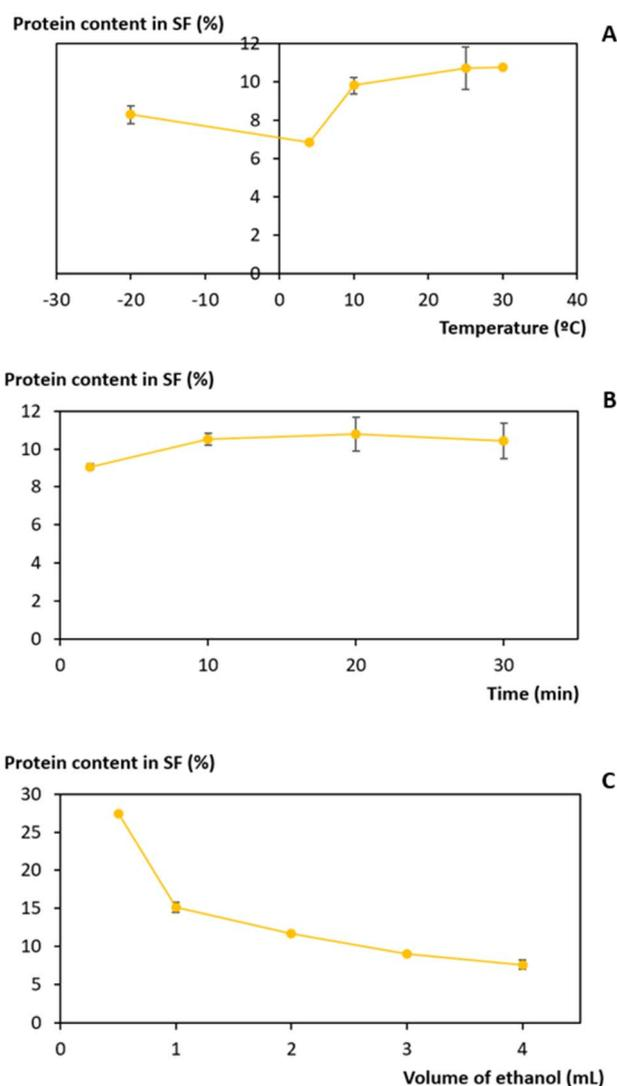 Protein content in SF (%)
A
12
10
8
6
4
2
0
-30 -20 -10 0 10 20 30 40
Temperature (ºC)
Protein content in SF (%)
B
12
10
8
6
4
2
0
0 10 20 30
Time (min)
Protein content in SF (%)
C
30
25
20
15
10
5
0
0 1 2 3 4
Volume of ethanol (mL)